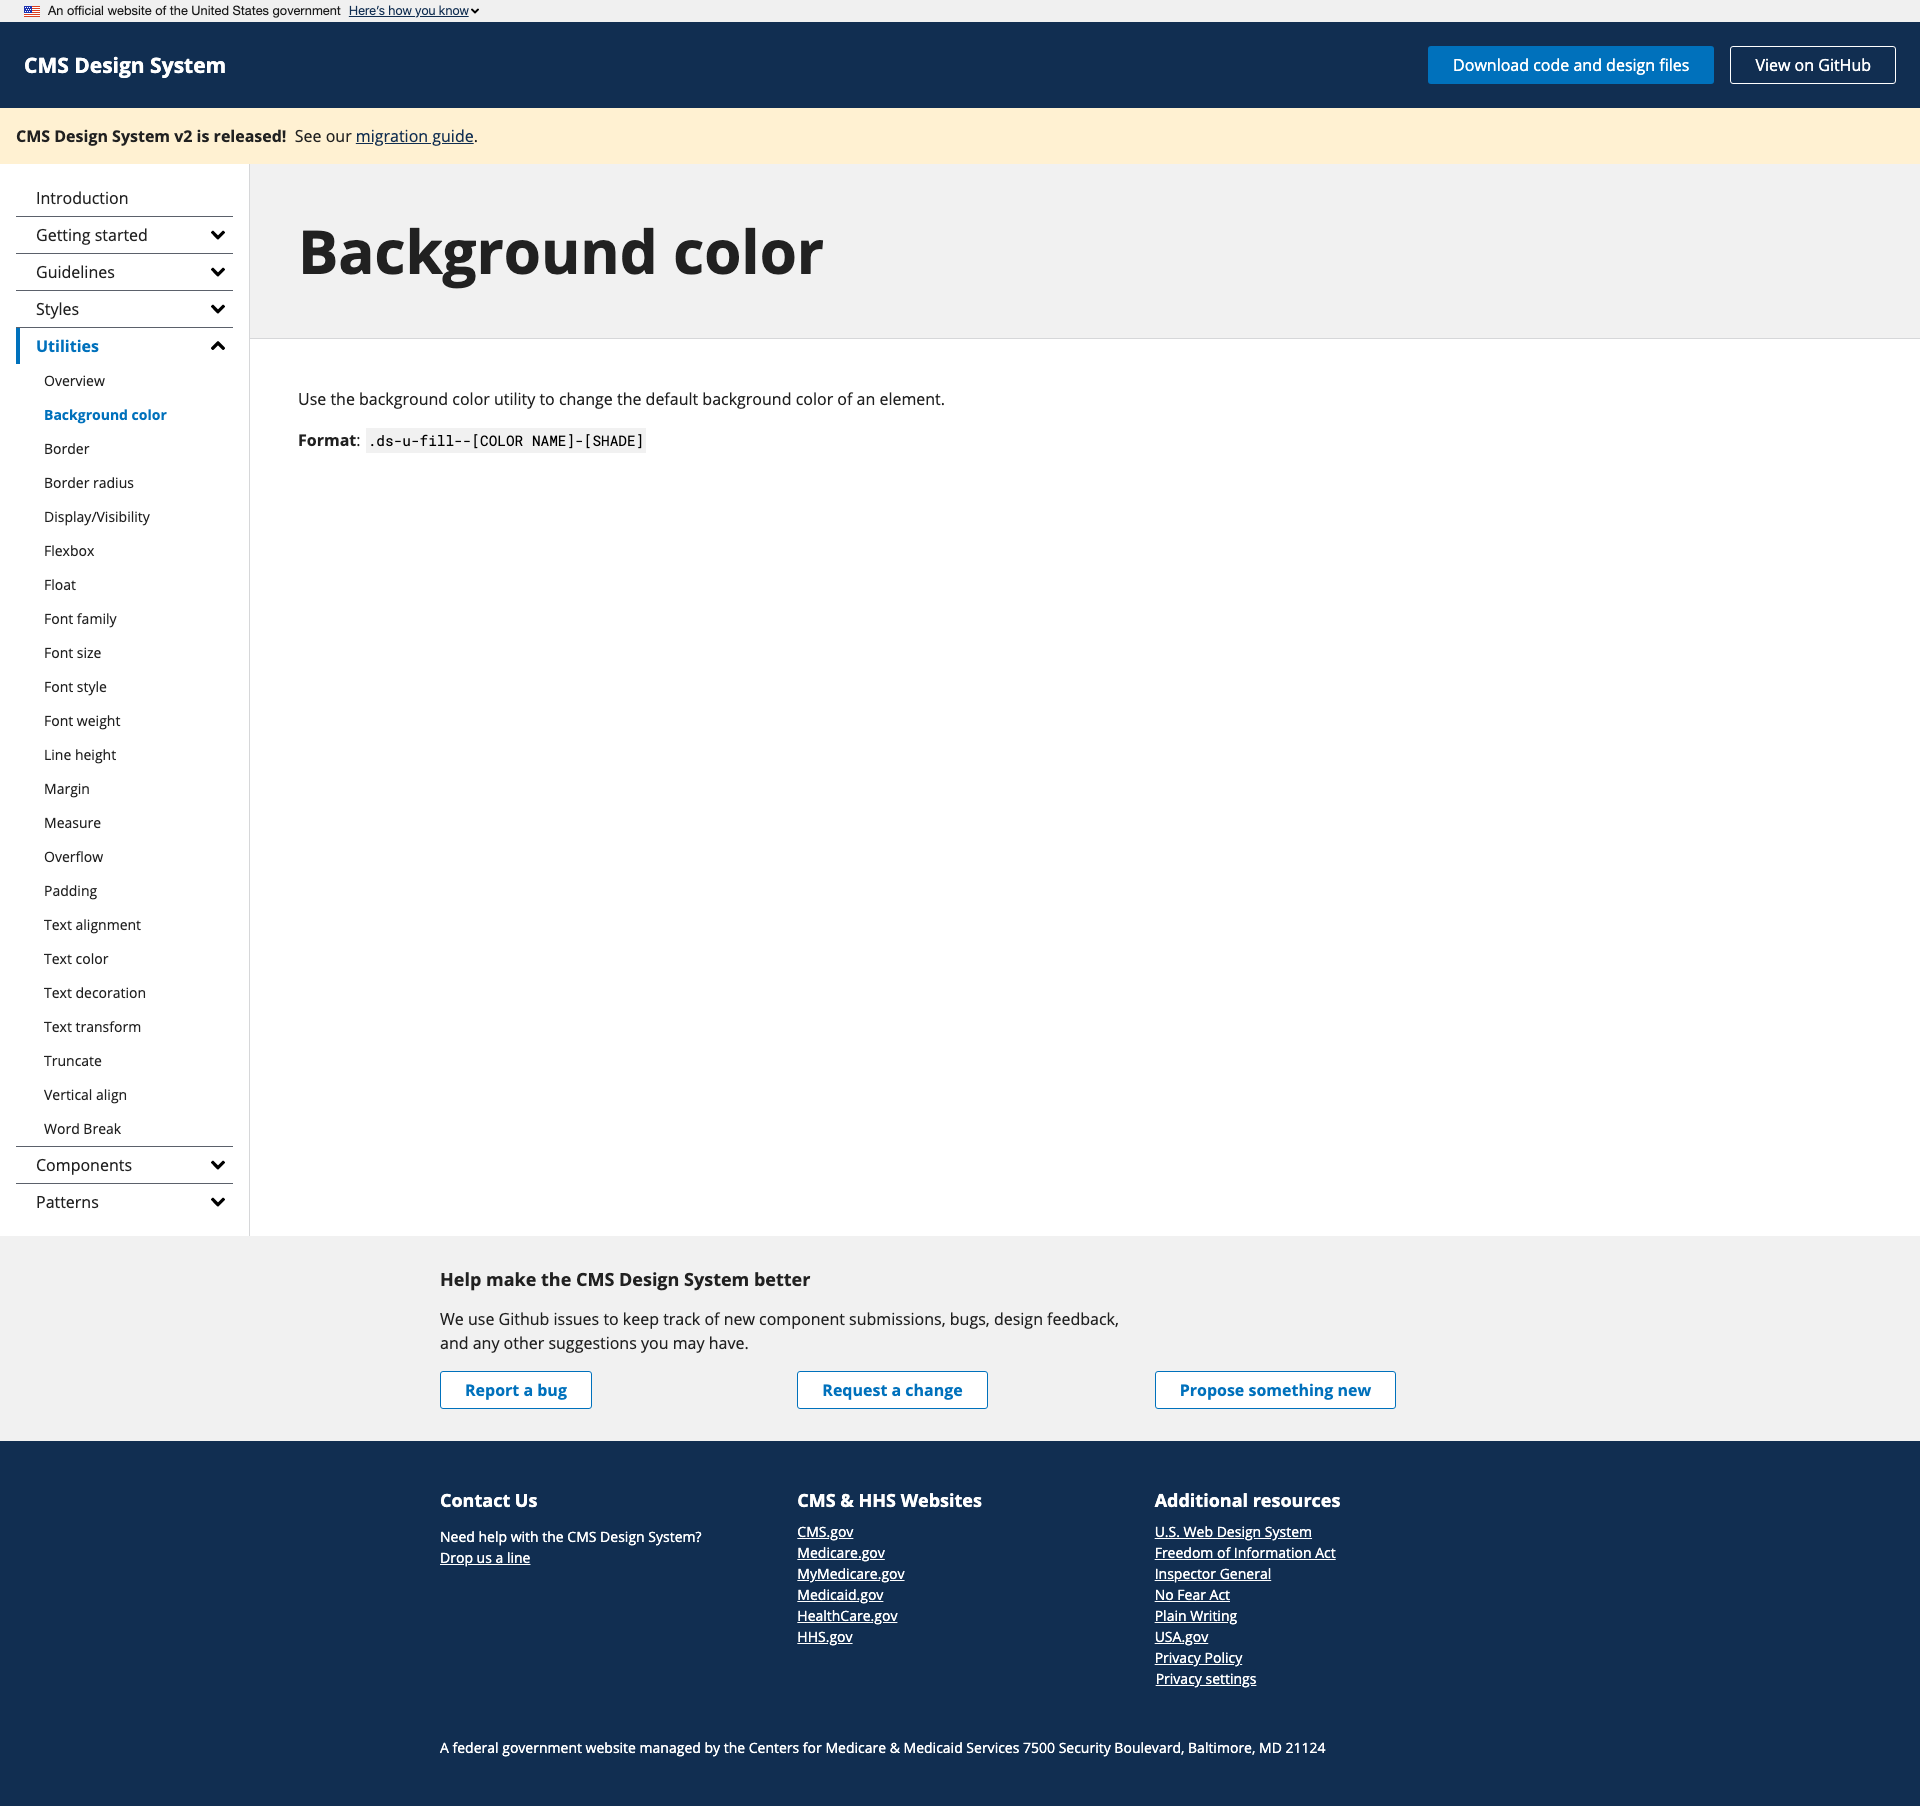 An official website of the United States government Here's how you know
CMS Design System
Download code and design files
View on GitHub
CMS Design System v2 is released! See our migration guide.
Introduction
Getting started
Guidelines
Styles
Utilities
Overview
Background color
Border
Border radius
Display/Visibility
Flexbox
Float
Font family
Font size
Font style
Font weight
Line height
Margin
Measure
Overflow
Padding
Text alignment
Text color
Text decoration
Text transform
Truncate
Vertical align
Word Break
Components
Patterns
Background color
Use the background color utility to change the default background color of an element.
Format: .ds-u-fill--[COLOR NAME]-[SHADE]
Help make the CMS Design System better
We use Github issues to keep track of new component submissions, bugs, design feedback,
and any other suggestions you may have.
Report a bug
Request a change
Propose something new
Contact Us
Need help with the CMS Design System?
Drop us a line
CMS & HHS Websites
CMS.gov
Medicare.gov
MyMedicare.gov
Medicaid.gov
HealthCare.gov
HHS.gov
Additional resources
U.S. Web Design System
Freedom of Information Act
Inspector General
No Fear Act
Plain Writing
USA.gov
Privacy Policy
Privacy settings
A federal government website managed by the Centers for Medicare & Medicaid Services 7500 Security Boulevard, Baltimore, MD 21124